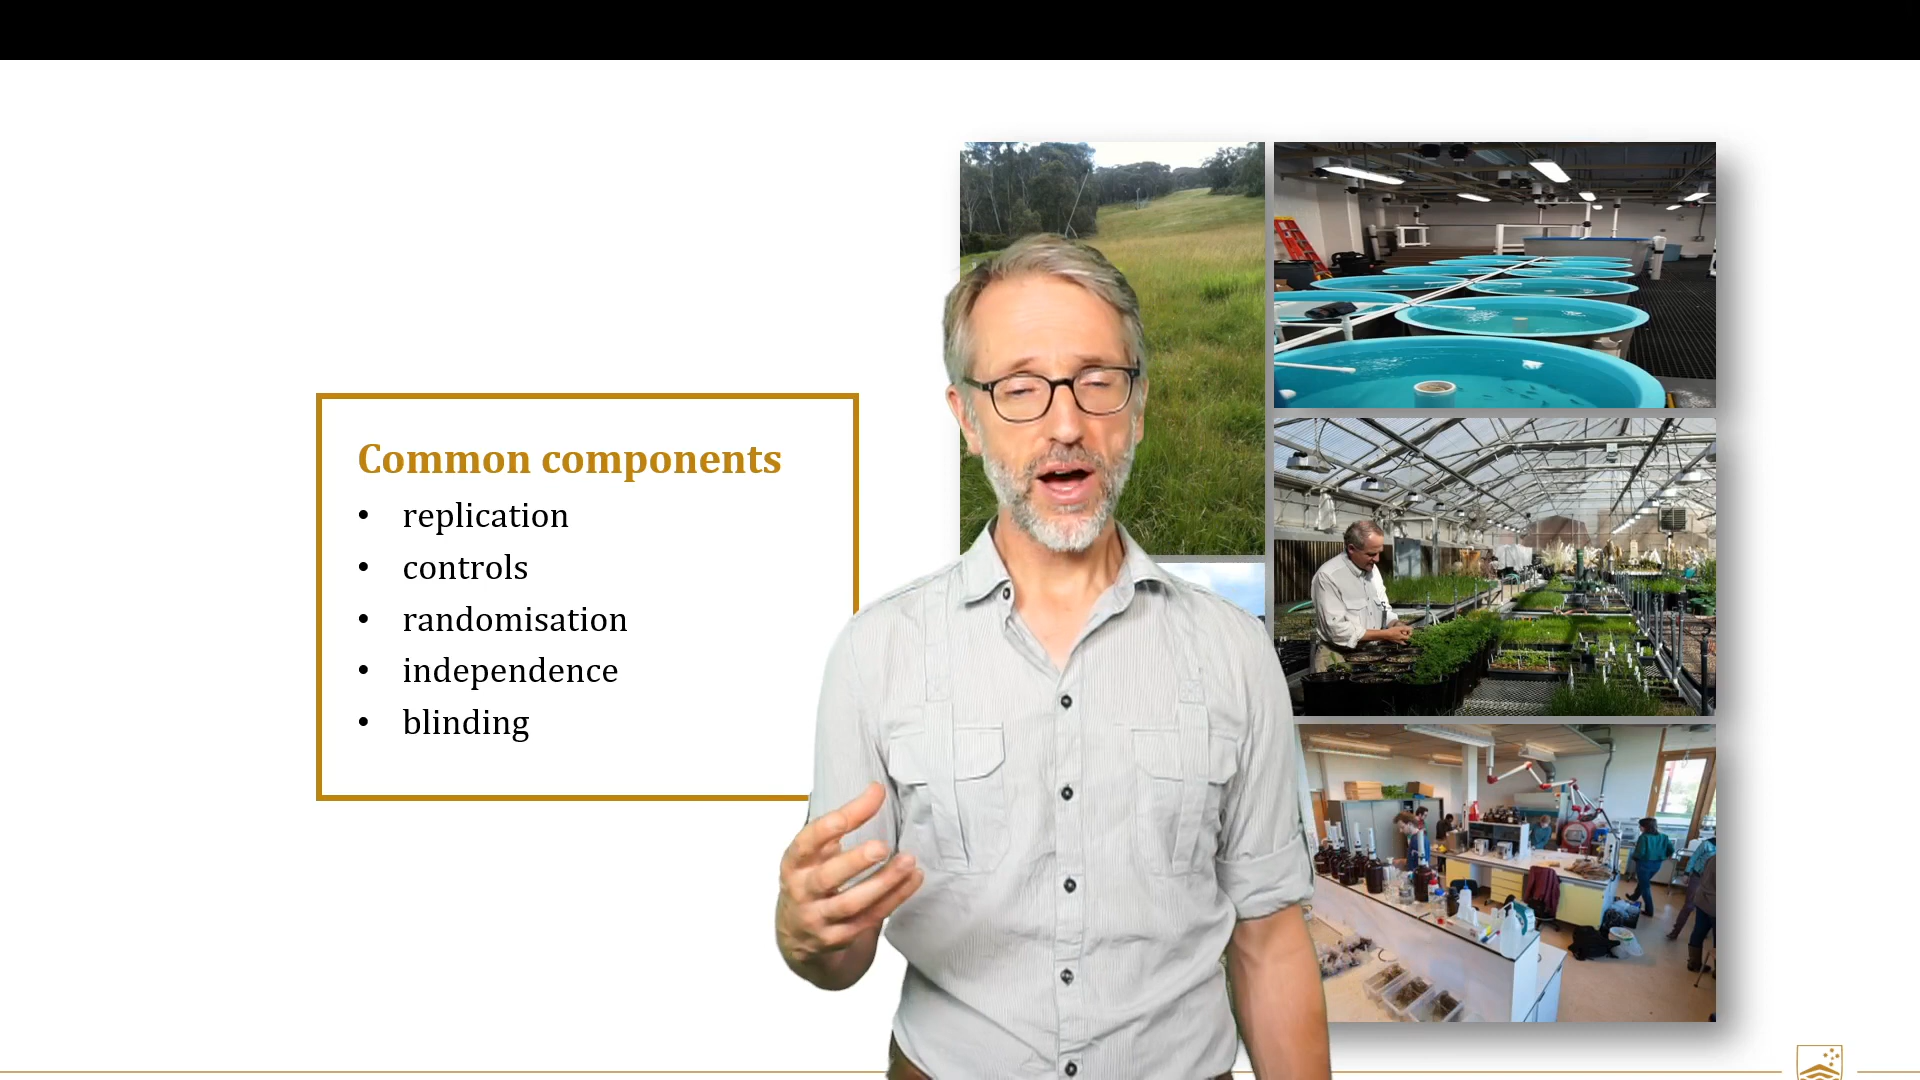 Common components
• replication
• controls
• randomisation
• independence
• blinding